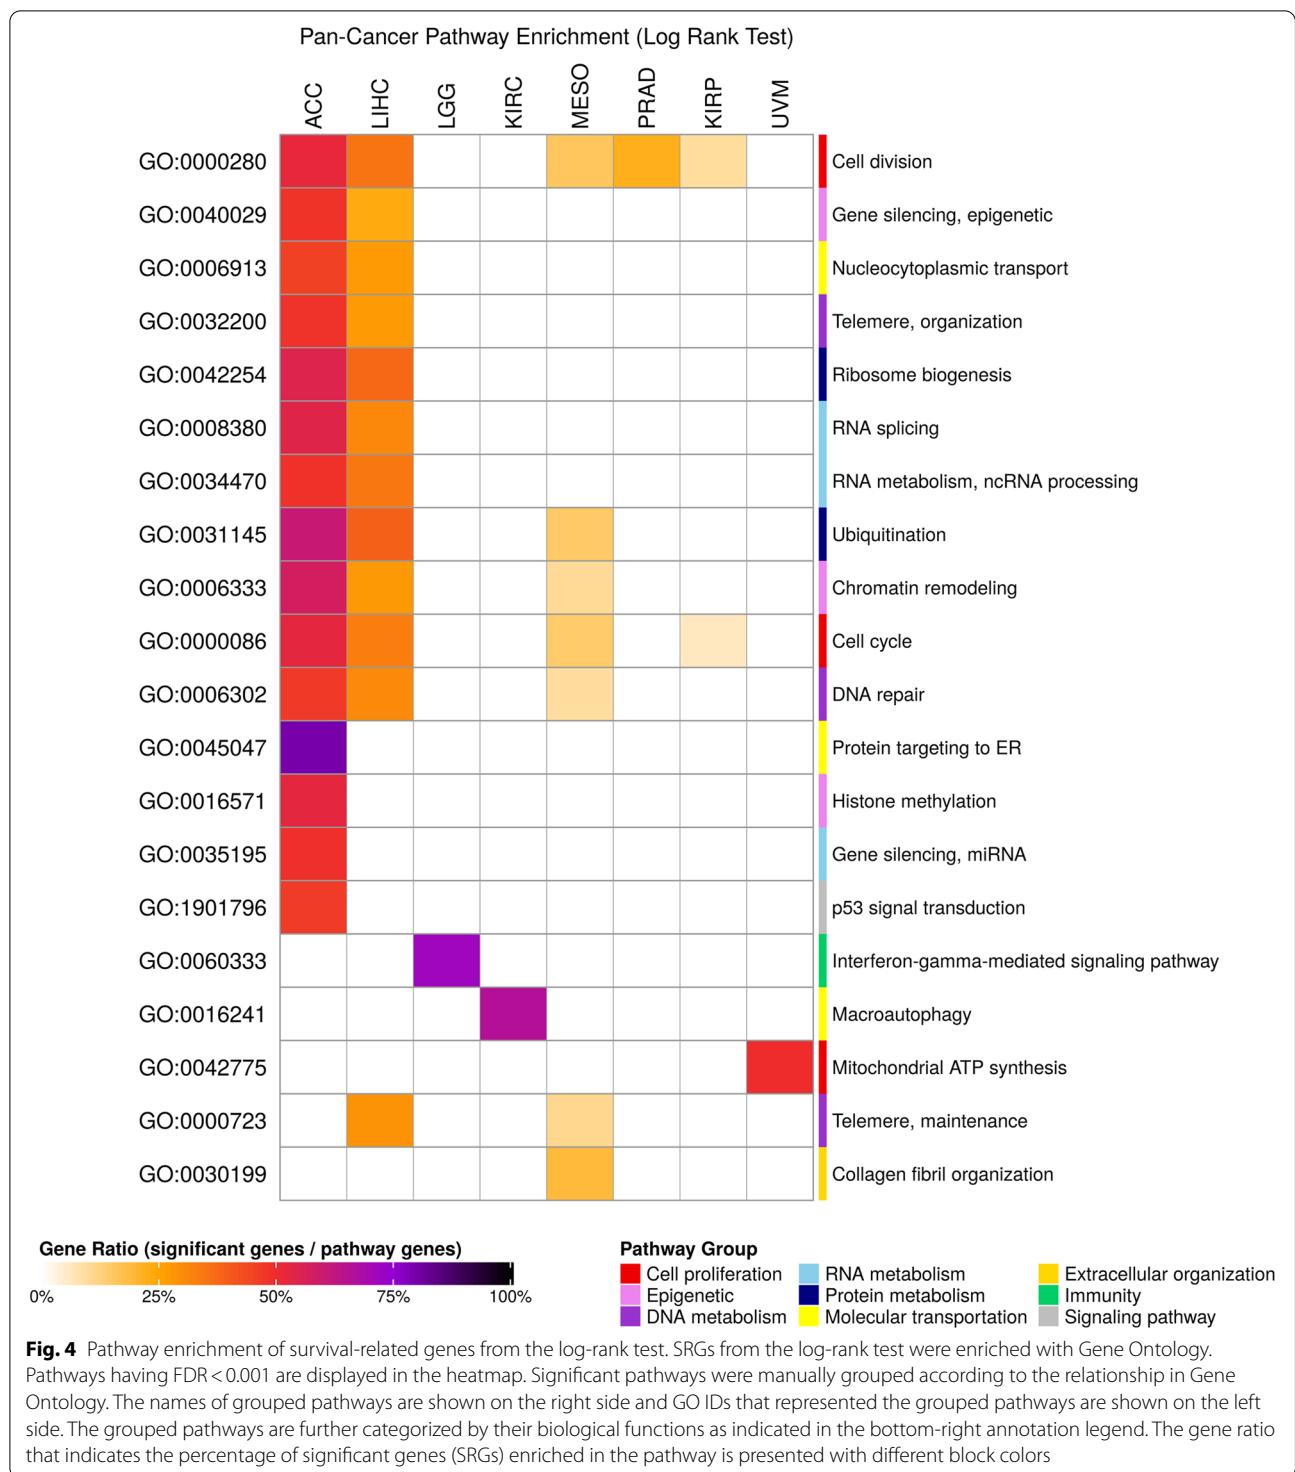 Pan-Cancer Pathway Enrichment (Log Rank Test)
ACC LIHC LGG KIRC MESO PRAD KIRP UVM
GO:0000280 Cell division
GO:0040029 Gene silencing, epigenetic
GO:0006913 Nucleocytoplasmic transport
GO:0032200 Telemere, organization
GO:0042254 Ribosome biogenesis
GO:0008380 RNA splicing
GO:0034470 RNA metabolism, ncRNA processing
GO:0031145 Ubiquitination
GO:0006333 Chromatin remodeling
GO:0000086 Cell cycle
GO:0006302 DNA repair
GO:0045047 Protein targeting to ER
GO:0016571 Histone methylation
GO:0035195 Gene silencing, miRNA
GO:1901796 p53 signal transduction
GO:0060333 Interferon-gamma-mediated signaling pathway
GO:0016241 Macroautophagy
GO:0042775 Mitochondrial ATP synthesis
GO:0000723 Telemere, maintenance
GO:0030199 Collagen fibril organization
Gene Ratio (significant genes / pathway genes)
0% 25% 50% 75% 100%
Pathway Group
Cell proliferation RNA metabolism Extracellular organization
Epigenetic Protein metabolism Immunity
DNA metabolism Molecular transportation Signaling pathway
Fig. 4 Pathway enrichment of survival-related genes from the log-rank test. SRGs from the log-rank test were enriched with Gene Ontology.
Pathways having FDR < 0.001 are displayed in the heatmap. Significant pathways were manually grouped according to the relationship in Gene
Ontology. The names of grouped pathways are shown on the right side and GO IDs that represented the grouped pathways are shown on the left
side. The grouped pathways are further categorized by their biological functions as indicated in the bottom-right annotation legend. The gene ratio
that indicates the percentage of significant genes (SRGs) enriched in the pathway is presented with different block colors